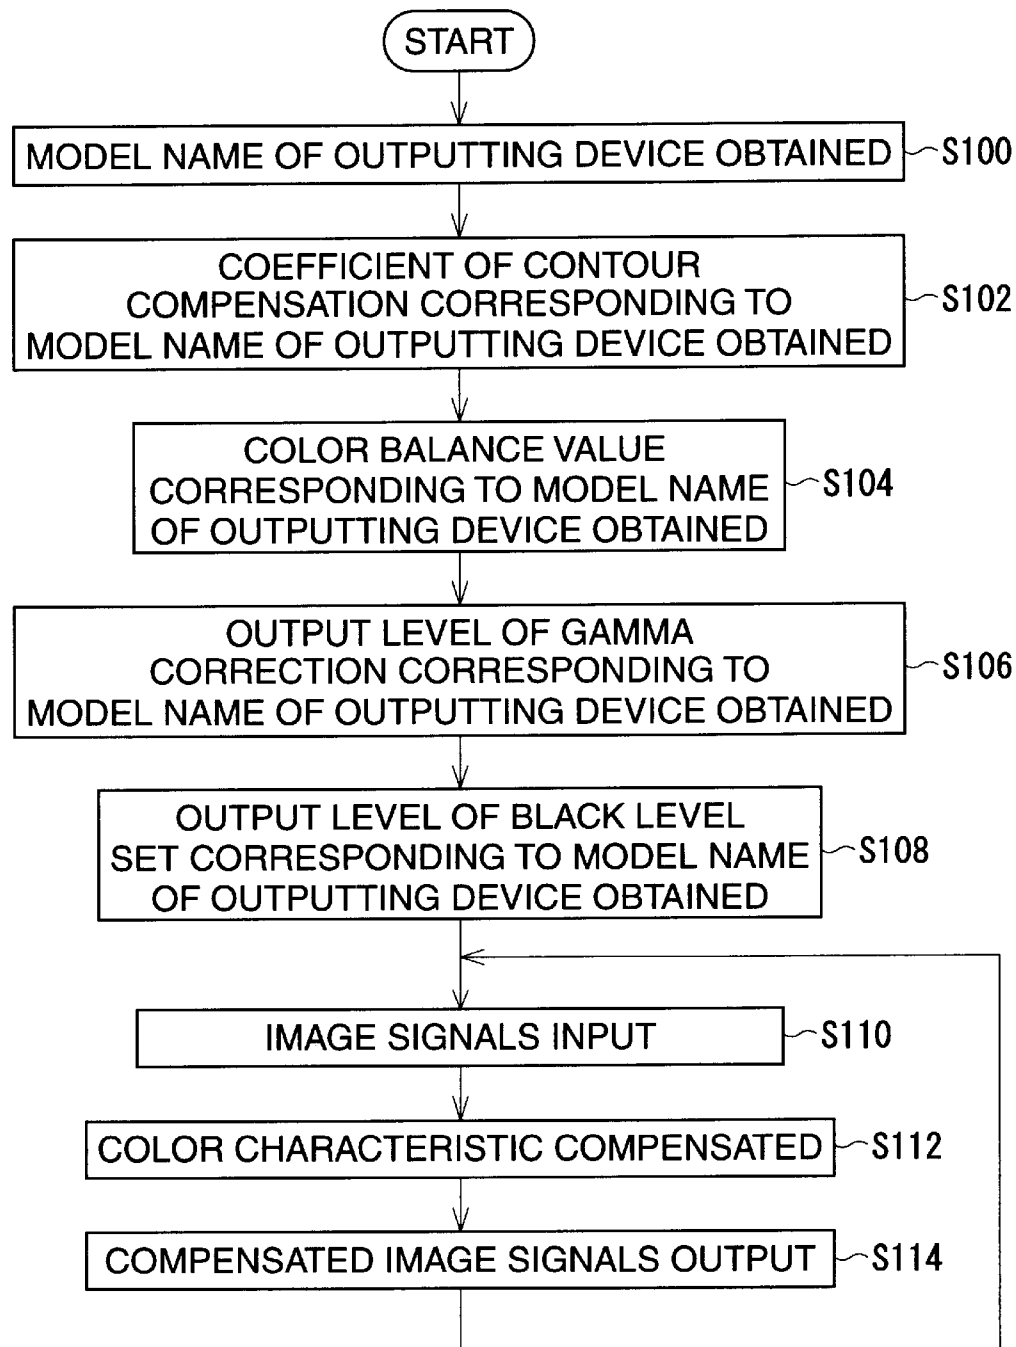 START
MODEL NAME OF OUTPUTTING DEVICE OBTAINED
S100
COEFFICIENT OF CONTOUR
COMPENSATION CORRESPONDING TO
MODEL NAME OF OUTPUTTING DEVICE OBTAINED
S102
COLOR BALANCE VALUE
CORRESPONDING TO MODEL NAME
OF OUTPUTTING DEVICE OBTAINED
S104
OUTPUT LEVEL OF GAMMA
CORRECTION CORRESPONDING TO
MODEL NAME OF OUTPUTTING DEVICE OBTAINED
S106
OUTPUT LEVEL OF BLACK LEVEL
SET CORRESPONDING TO MODEL NAME
OF OUTPUTTING DEVICE OBTAINED
S108
IMAGE SIGNALS INPUT
S110
COLOR CHARACTERISTIC COMPENSATED
S112
COMPENSATED IMAGE SIGNALS OUTPUT
S114